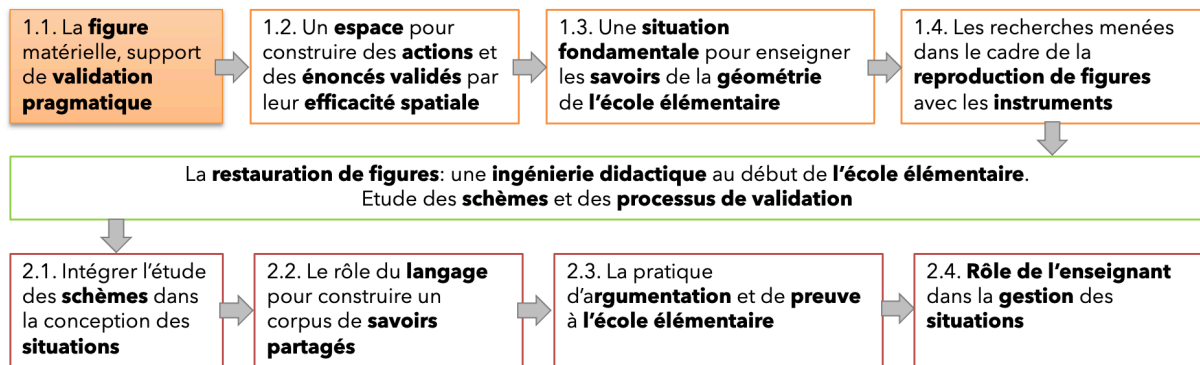 1.1. La figure
matérielle, support
de validation
pragmatique
1.2. Un espace pour
construire des actions et
des énoncés validés par
leur efficacité spatiale
1.3. Une situation
fondamentale pour enseigner
les savoirs de la géométrie
de l'école élémentaire
1.4. Les recherches menées
dans le cadre de la
reproduction de figures
avec les instruments
La restauration de figures: une ingénierie didactique au début de l'école élémentaire.
Etude des schèmes et des processus de validation
2.1. Intégrer l'étude
des schèmes dans
la conception des
situations
2.2. Le rôle du langage
pour construire un
corpus de savoirs
partagés
2.3. La pratique
d'argumentation et de preuve
à l'école élémentaire
2.4. Rôle de l'enseignant
dans la gestion des
situations